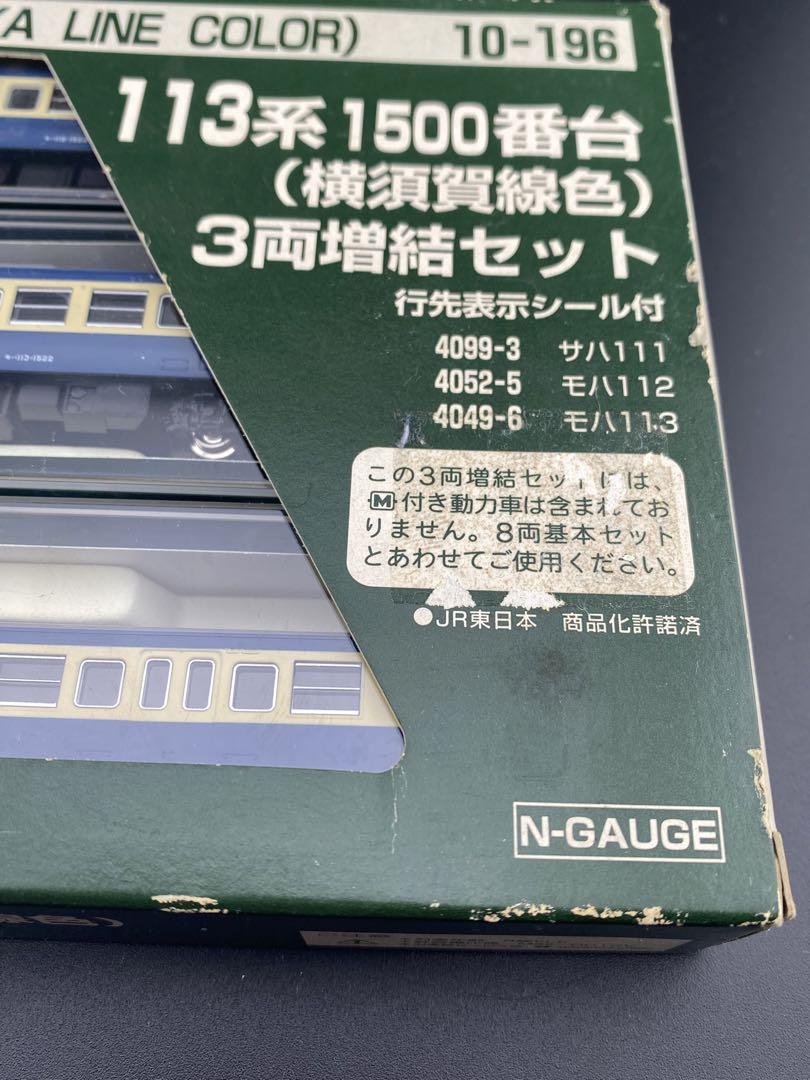 (A LINE COLOR) 10-196
113系1500番台
(横須賀線色)
3両増結セット
行先表示シール付
4099-3 サハ111
4052-5 モハ112
4049-6 モハ113
この3両増結セットには、
M付き動力車は含まれてお
りません。8両基本セット
とあわせてご使用ください。
●JR東日本 商品化許諾済
N-GAUGE